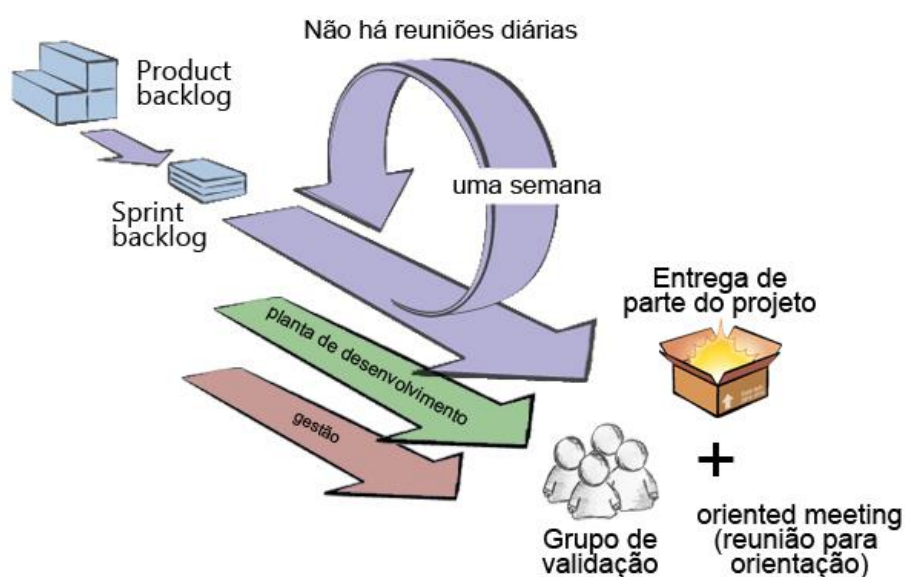 Não há reuniões diárias
Product
backlog
uma semana
Sprint
backlog
Entrega de
parte do projeto
planta de desenvolvimento
gestão
+
Grupo de
validação
oriented meeting
(reunião para
orientação)